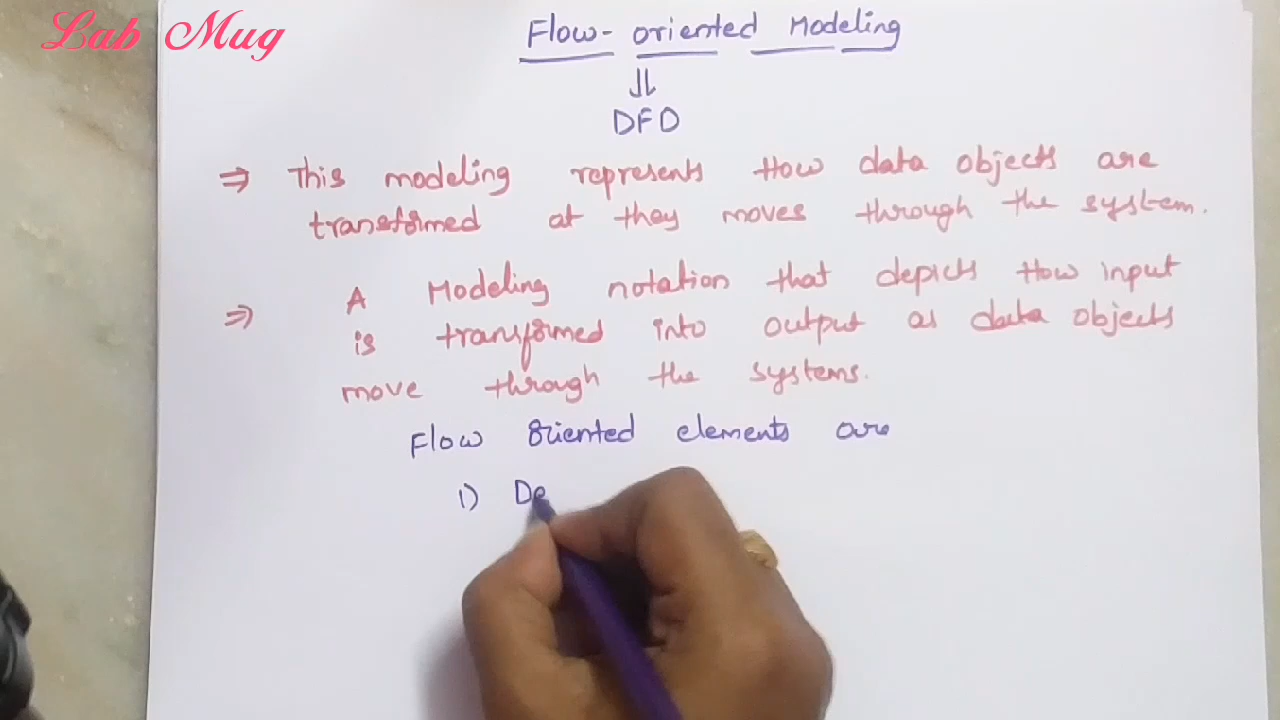 Lab Mug
Flow-oriented Modeling
⇓
DFD
⇒ This modeling represents How data objects are
transformed at they moves through the system.
⇒ A Modeling notation that depicts How input
is transformed into output as data objects
move through the systems.
Flow oriented elements are
1) De